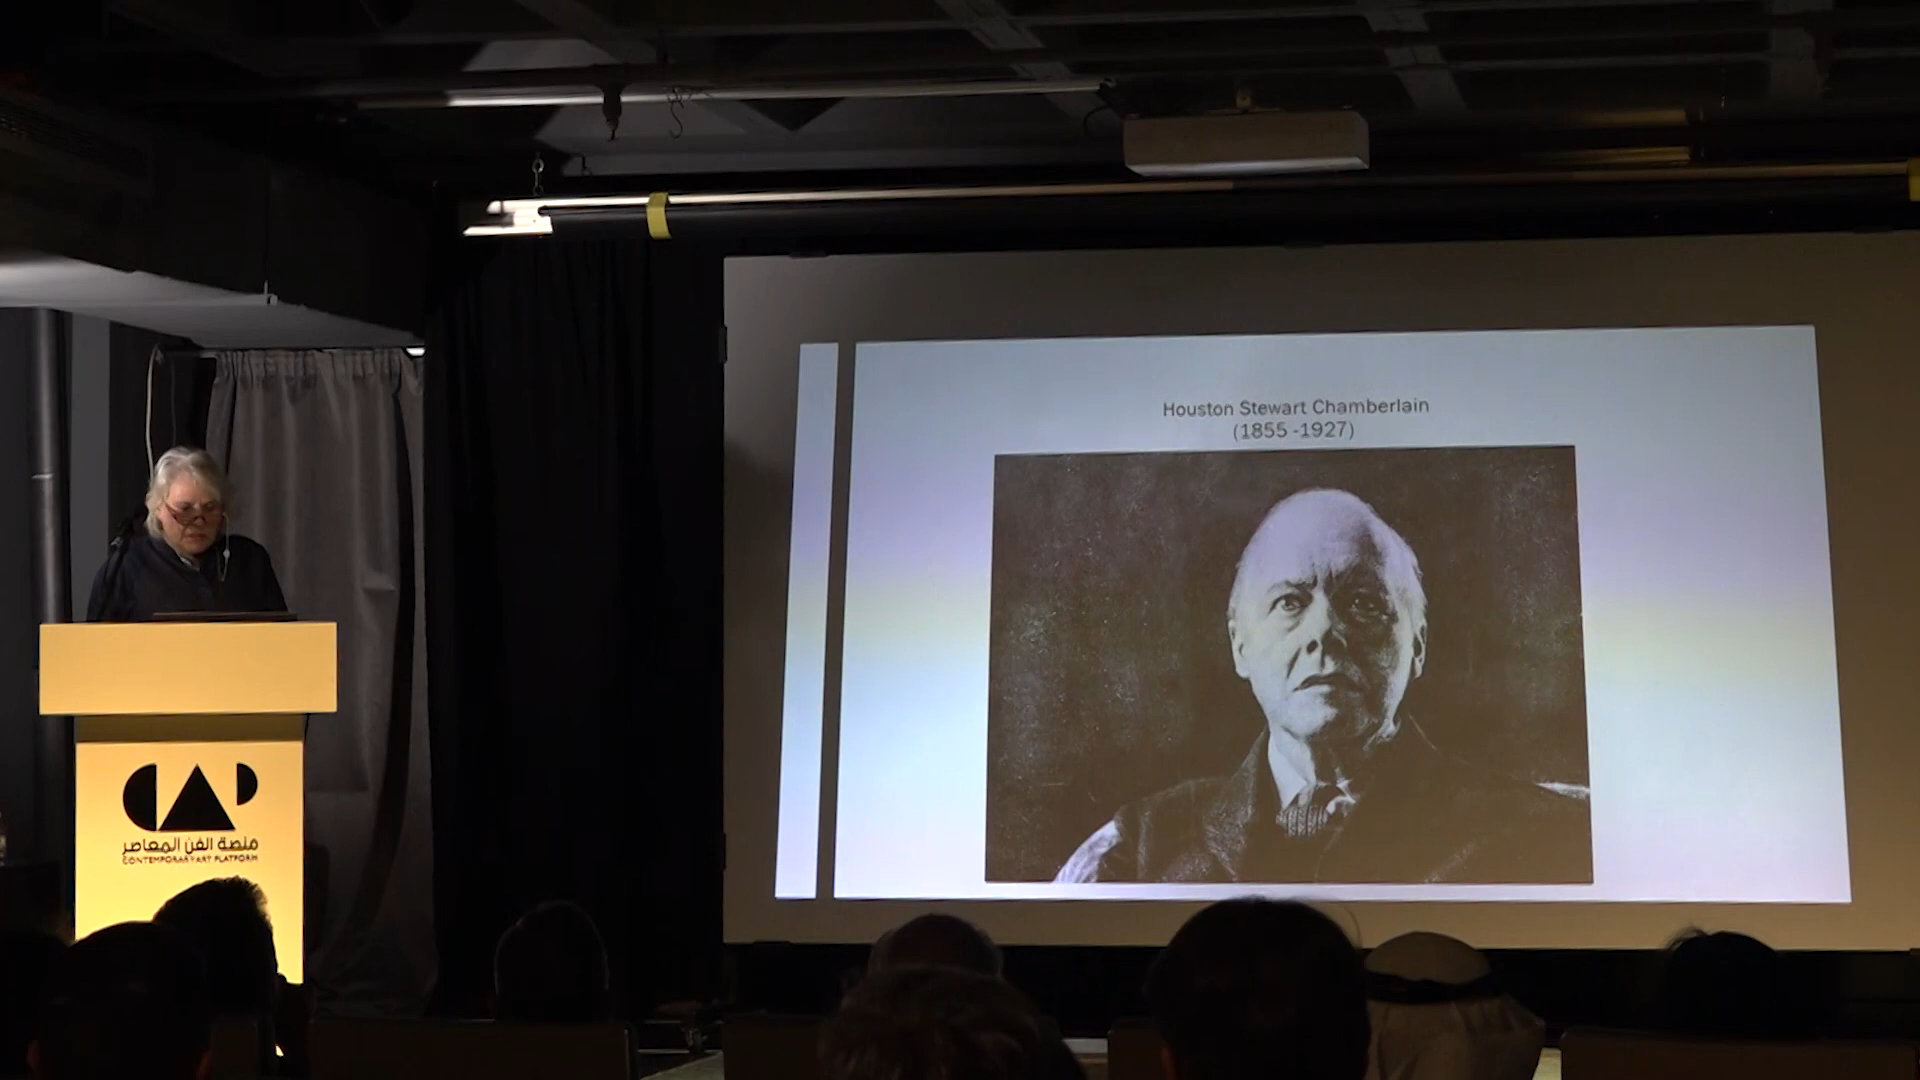 Houston Stewart Chamberlain
(1855 -1927)
CAP
منصة الفن المعاصر
CONTEMPORARY ART PLATFORM